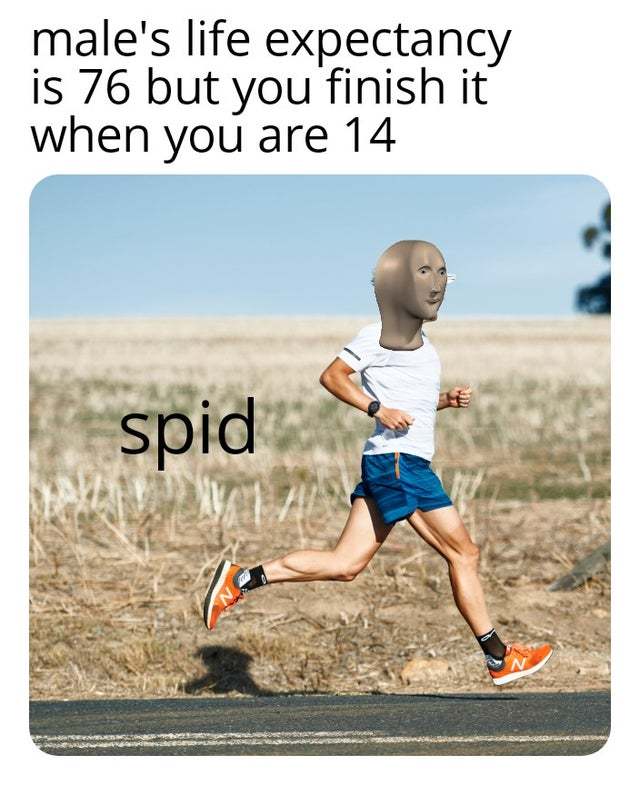 male's life expectancy
is 76 but you finish it
when you are 14
spid
N
N